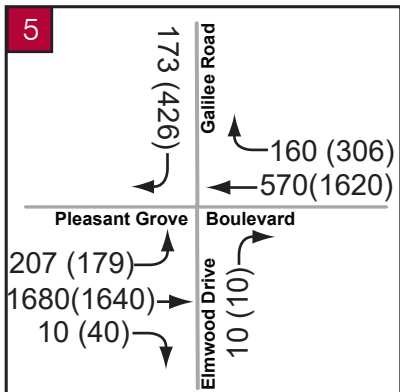 5
173 (426)
Galilee Road
160 (306)
570(1620)
Pleasant Grove Boulevard
207 (179)
1680(1640)
10 (40)
Elmwood Drive
10 (10)